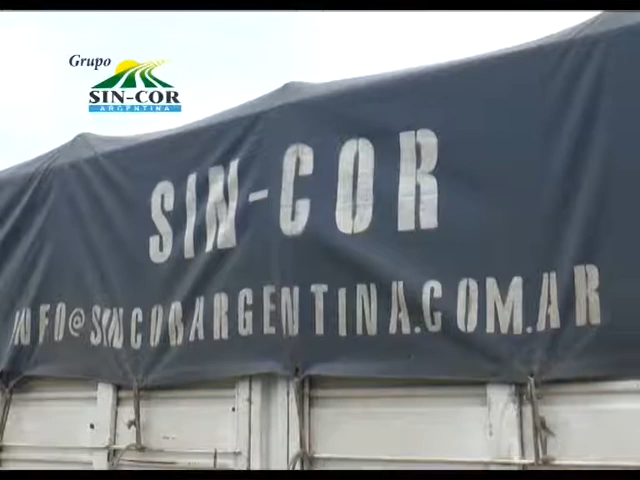 Grupo
SIN-COR
ARGENTINA
SIN-COR
INFO@SINCORARGENTINA.COM.AR